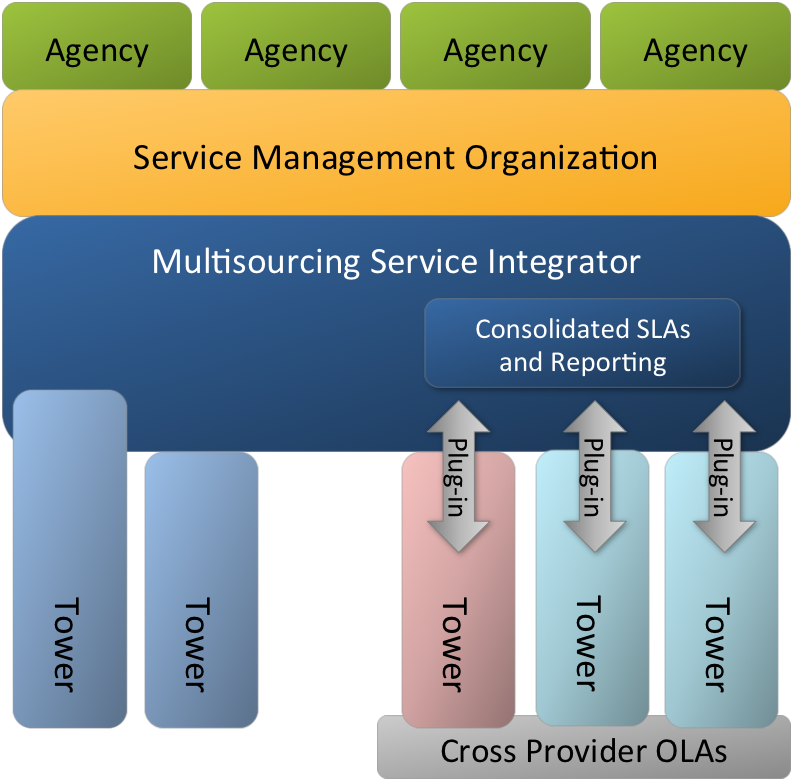 Agency
Agency
Agency
Agency
Service Management Organization
Multisourcing Service Integrator
Consolidated SLAs
and Reporting
Plug-in
Plug-in
Plug-in
Tower
Tower
Tower
Tower
Tower
Cross Provider OLAs